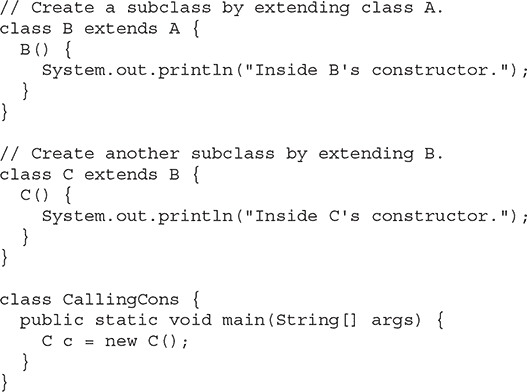 // Create a subclass by extending class A.
class B extends A {
  B() {
    System.out.println("Inside B's constructor.");
  }
}

// Create another subclass by extending B.
class C extends B {
  C() {
    System.out.println("Inside C's constructor.");
  }
}

class CallingCons {
  public static void main(String[] args) {
    C c = new C();
  }
}